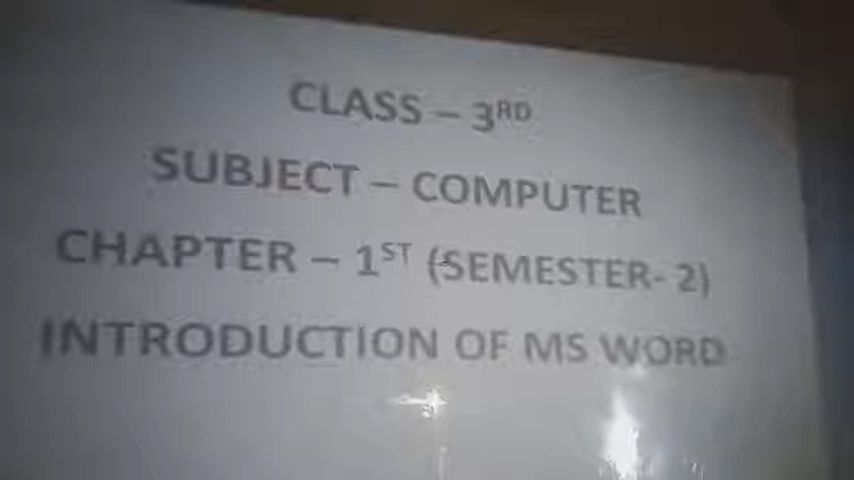 CLASS – 3RD
SUBJECT – COMPUTER
CHAPTER – 1ST (SEMESTER- 2)
INTRODUCTION OF MS WORD